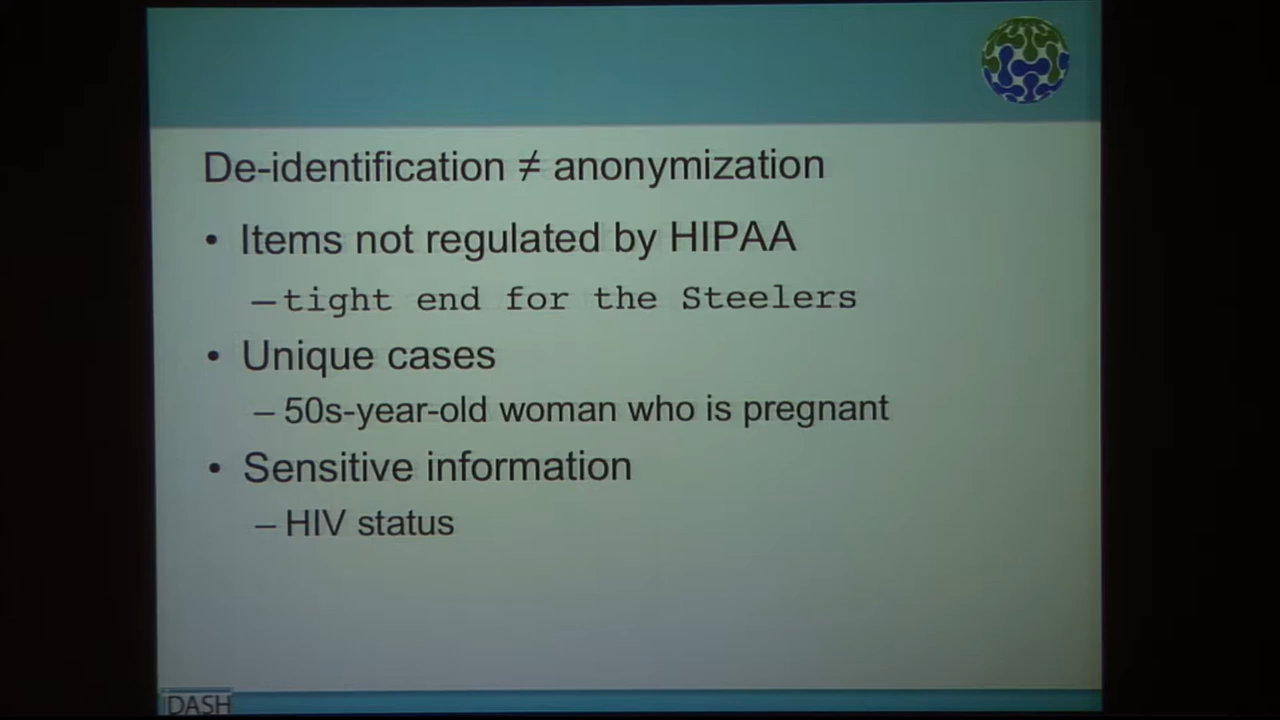 De-identification ≠ anonymization
• Items not regulated by HIPAA
– tight end for the Steelers
• Unique cases
– 50s-year-old woman who is pregnant
• Sensitive information
– HIV status
iDASH